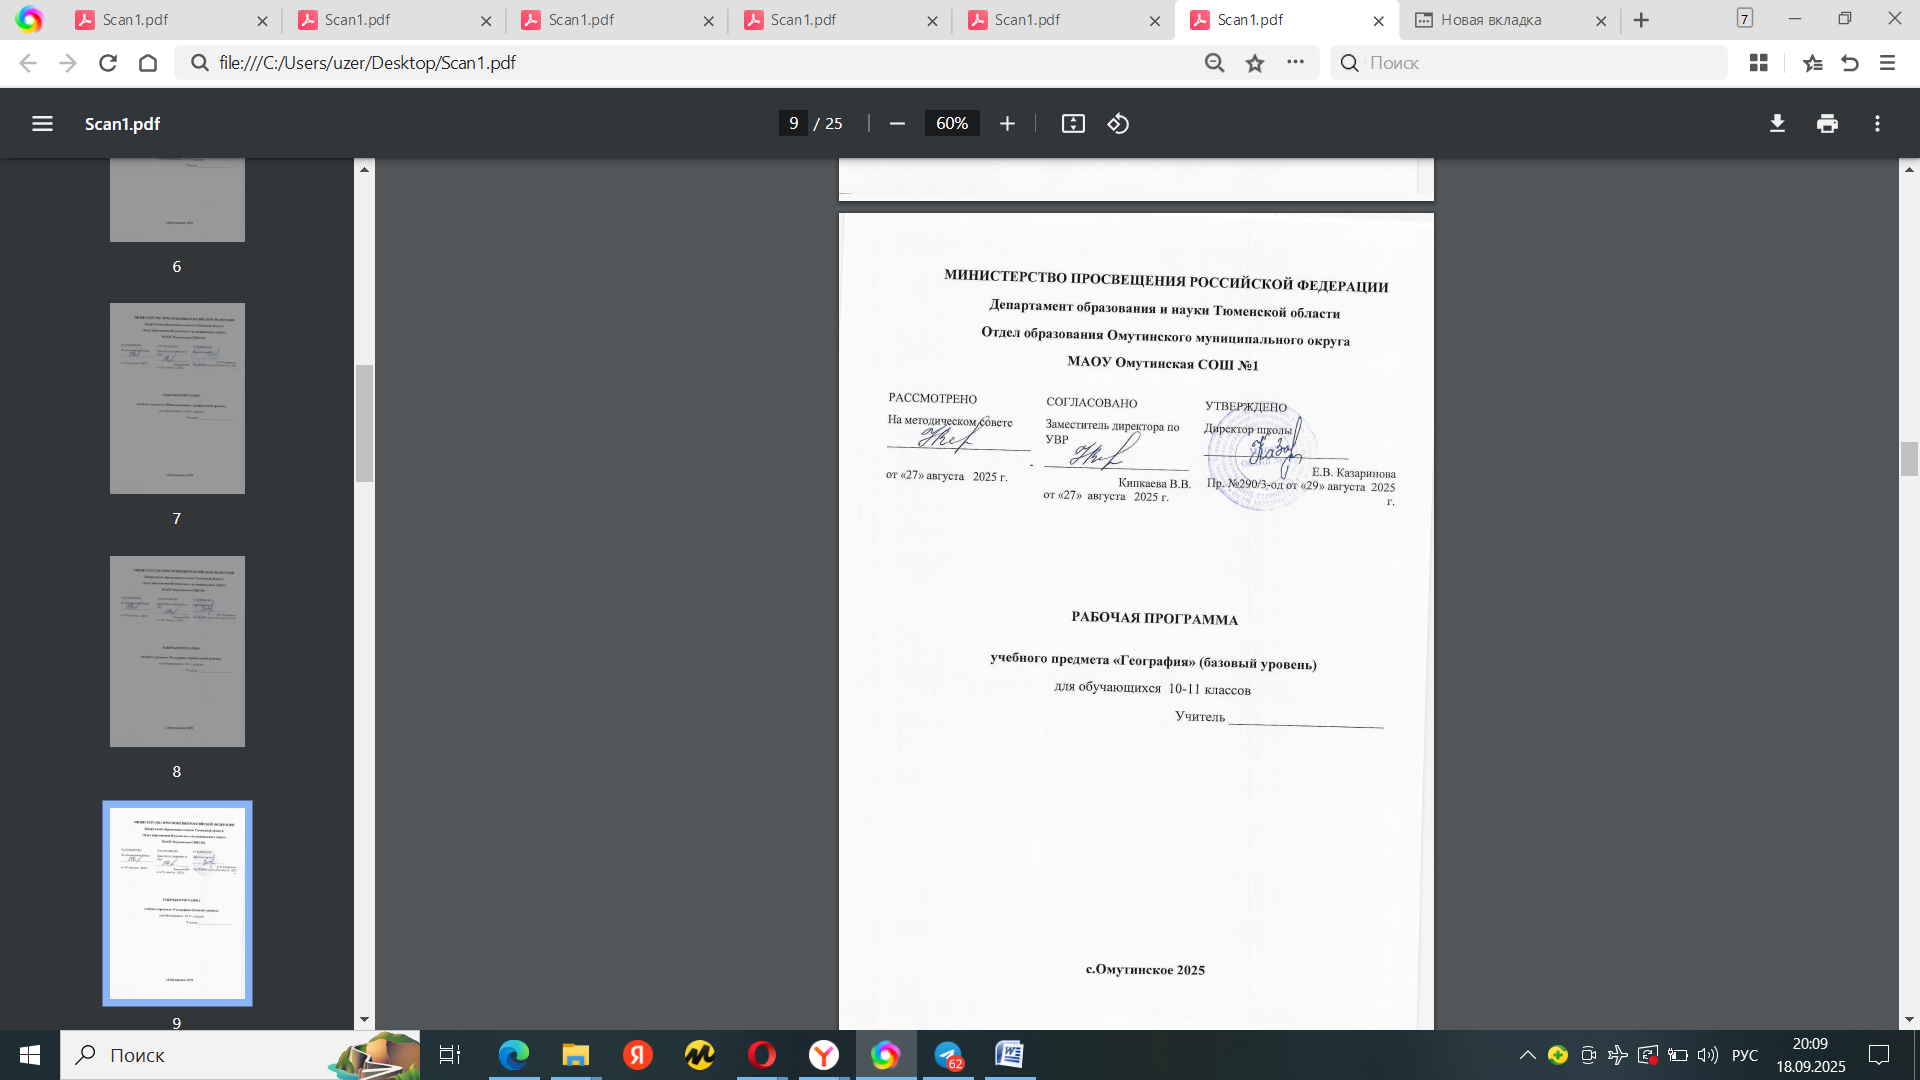 Scan1.pdf
Scan1.pdf
Scan1.pdf
Scan1.pdf
Scan1.pdf
Scan1.pdf
Новая вкладка
7
file:///C:/Users/uzer/Desktop/Scan1.pdf
Поиск
Scan1.pdf
9 / 25
60%
6
7
8
9
МИНИСТЕРСТВО ПРОСВЕЩЕНИЯ РОССИЙСКОЙ ФЕДЕРАЦИИ
Департамент образования и науки Тюменской области
Отдел образования Омутинского муниципального округа
МАОУ Омутинская СОШ №1
РАССМОТРЕНО
На методическом совете
от «27» августа 2025 г.
СОГЛАСОВАНО
Заместитель директора по
УВР
Кипкаева В.В.
от «27» августа 2025 г.
УТВЕРЖДЕНО
Директор школы
Е.В. Казаринова
Пр. №290/3-од от «29» августа 2025
г.
РАБОЧАЯ ПРОГРАММА
учебного предмета «География» (базовый уровень)
для обучающихся 10-11 классов
Учитель
с.Омутинское 2025
Поиск
62
РУС
20:09
18.09.2025